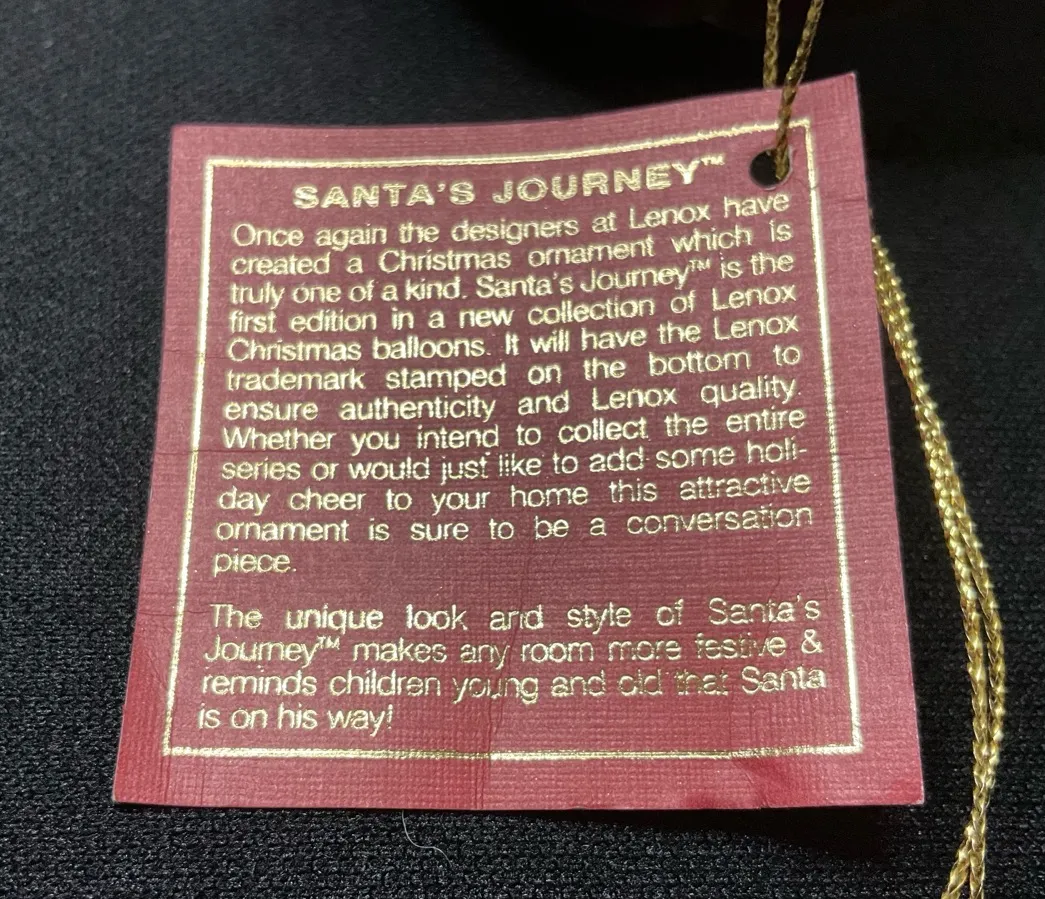 SANTA'S JOURNEY™
Once again the designers at Lenox have
created a Christmas ornament which is
truly one of a kind. Santa's Journey™ is the
first edition in a new collection of Lenox
Christmas balloons. It will have the Lenox
trademark stamped on the bottom to
ensure authenticity and Lenox quality.
Whether you intend to collect the entire
series or would just like to add some holi-
day cheer to your home this attractive
ornament is sure to be a conversation
piece.
The unique look and style of Santa's
Journey™ makes any room more festive &
reminds children young and old that Santa
is on his way!